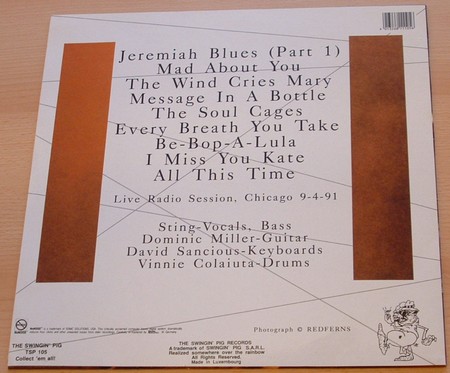 Jeremiah Blues (Part 1)
Mad About You
The Wind Cries Mary
Message In A Bottle
The Soul Cages
Every Breath You Take
Be-Bop-A-Lula
I Miss You Kate
All This Time
Live Radio Session, Chicago 9-4-91
Sting-Vocals, Bass
Dominic Miller-Guitar
David Sancious-Keyboards
Vinnie Colaiuta-Drums
Photograph © REDFERNS
THE SWINGIN' PIG
TSP 105
Collect 'em all!
THE SWINGIN' PIG RECORDS
A trademark of SWINGIN' PIG S.A.R.L.
All Rights Reserved.
Realized somewhere over the rainbow
Made in Luxembourg